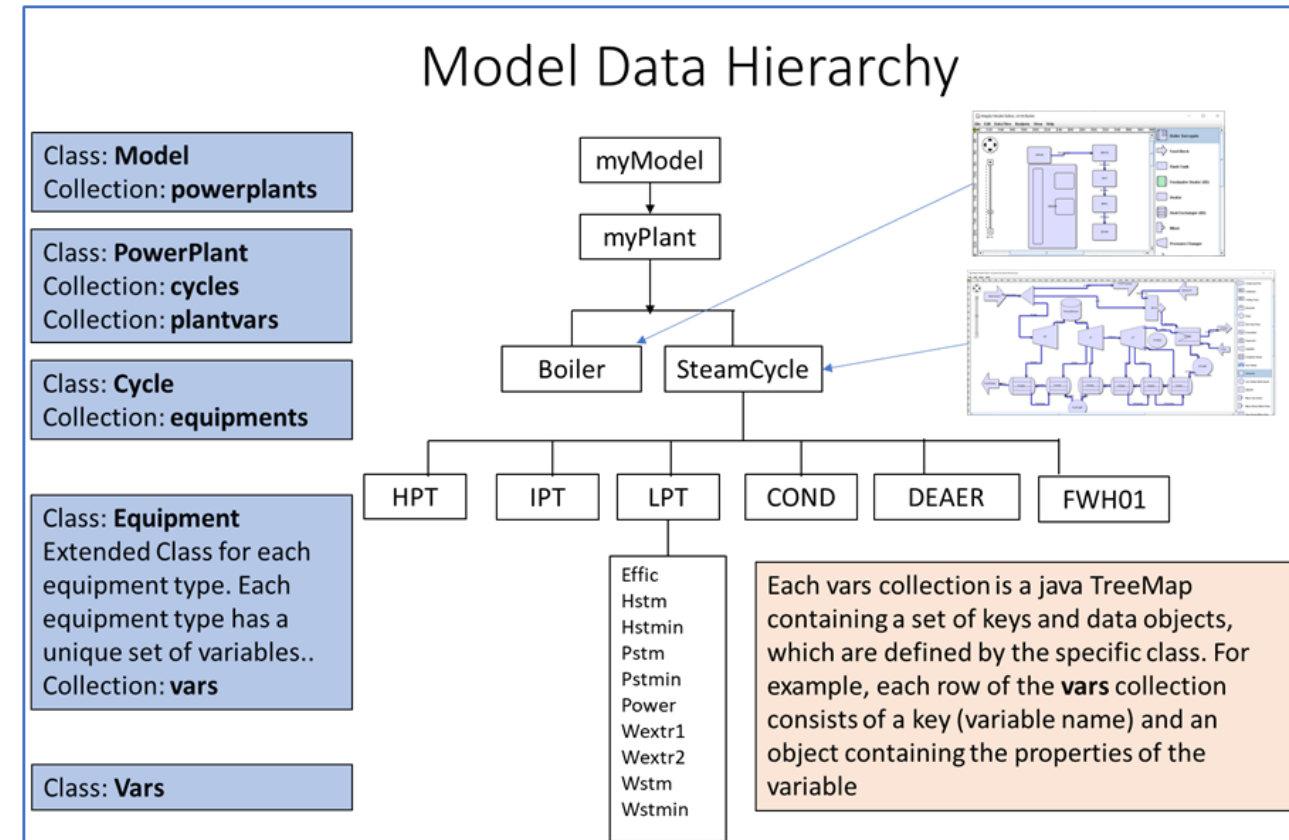 Model Data Hierarchy
Class: Model
Collection: powerplants
Class: PowerPlant
Collection: cycles
Collection: plantvars
Class: Cycle
Collection: equipments
Class: Equipment
Extended Class for each
equipment type. Each
equipment type has a
unique set of variables..
Collection: vars
Class: Vars
myModel
myPlant
Boiler
SteamCycle
HPT
IPT
LPT
COND
DEAER
FWH01
Effic
Hstm
Hstmin
Pstm
Pstmin
Power
Wextr1
Wextr2
Wstm
Wstmin
Each vars collection is a java TreeMap
containing a set of keys and data objects,
which are defined by the specific class. For
example, each row of the vars collection
consists of a key (variable name) and an
object containing the properties of the
variable